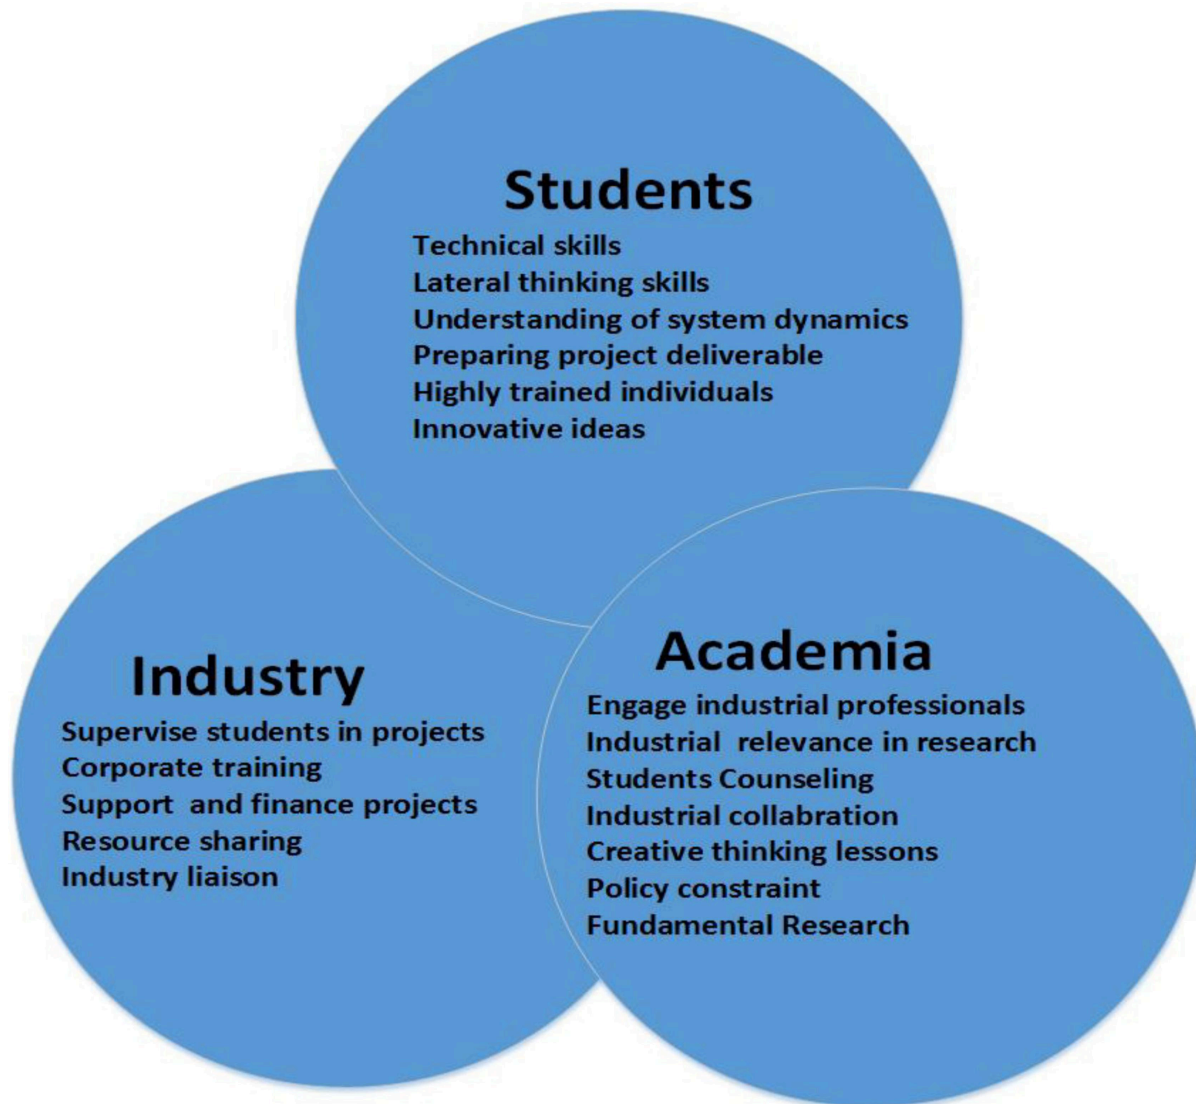 Students
Technical skills
Lateral thinking skills
Understanding of system dynamics
Preparing project deliverable
Highly trained individuals
Innovative ideas
Industry
Supervise students in projects
Corporate training
Support and finance projects
Resource sharing
Industry liaison
Academia
Engage industrial professionals
Industrial relevance in research
Students Counseling
Industrial collabration
Creative thinking lessons
Policy constraint
Fundamental Research